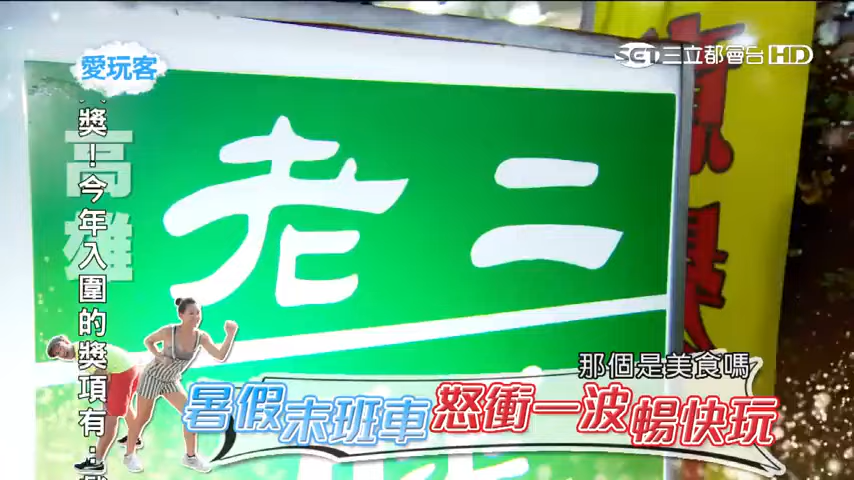 愛玩客
SET三立都會台HD
獎!今年入圍的獎項有:
高雄
老二
那個是美食嗎
暑假末班車怒衝一波暢快玩